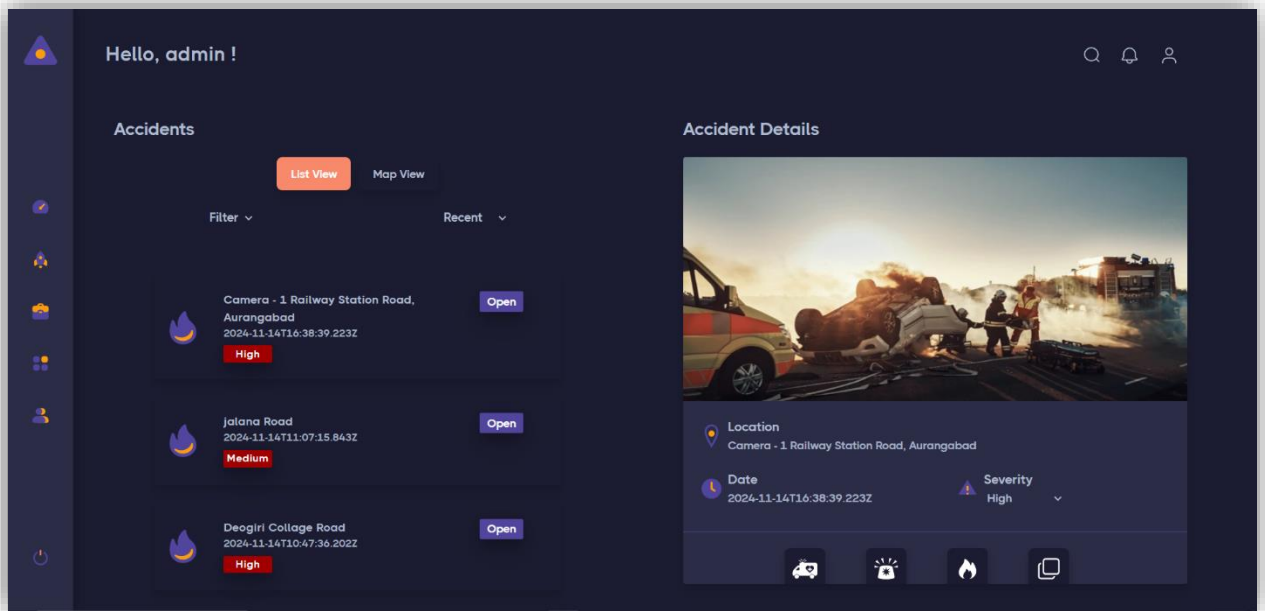 Hello, admin !
Accidents
List View
Map View
Filter
Recent
Camera - 1 Railway Station Road,
Aurangabad
2024-11-14T16:38:39.223Z
High
Open
jalana Road
2024-11-14T11:07:15.843Z
Medium
Open
Deogiri Collage Road
2024-11-14T10:47:36.202Z
High
Open
Accident Details
Location
Camera - 1 Railway Station Road, Aurangabad
Date
2024-11-14T16:38:39.223Z
Severity
High